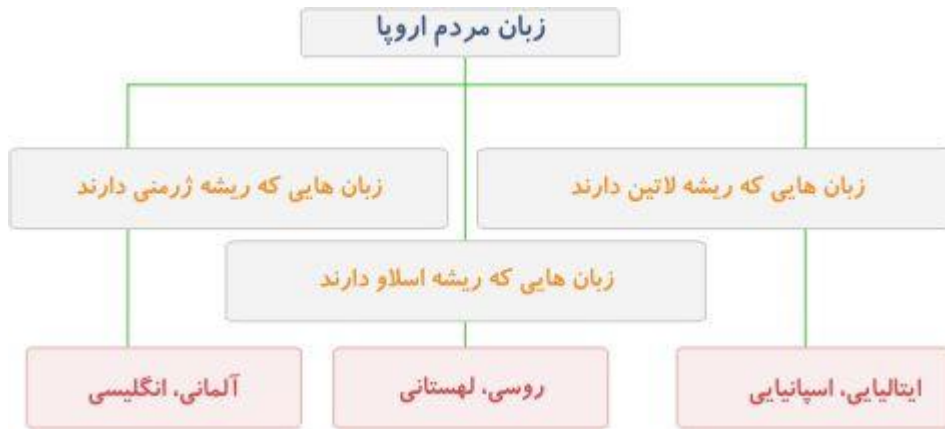 زبان مردم اروپا
زبان هایی که ریشه لاتین دارند
زبان هایی که ریشه ژرمنی دارند
زبان هایی که ریشه اسلاو دارند
ایتالیایی، اسپانیایی
روسی، لهستانی
آلمانی، انگلیسی